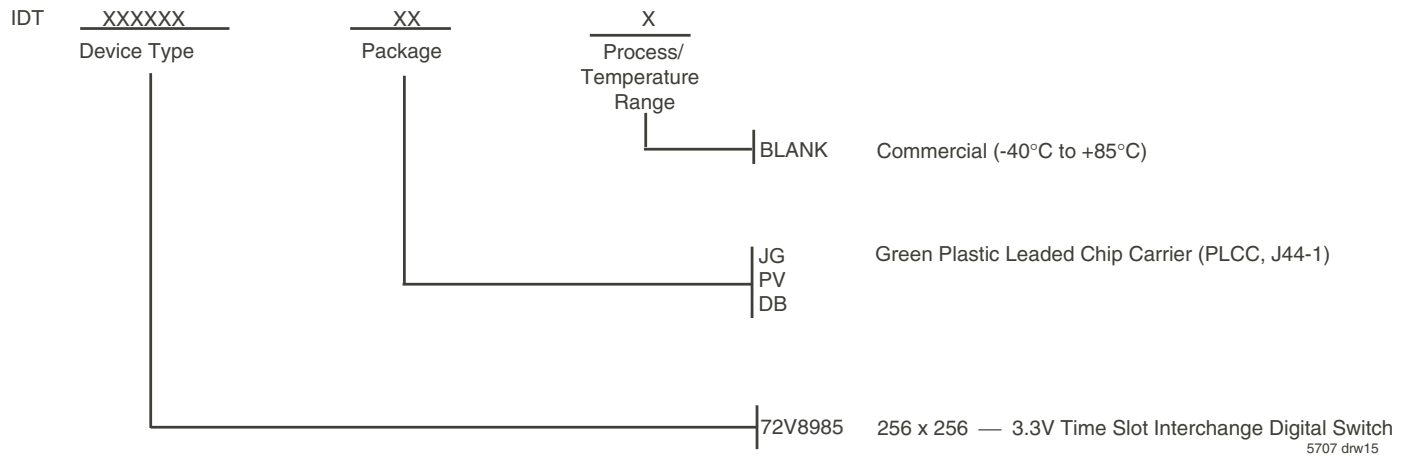 IDT XXXXXX XX X
Device Type Package Process/
Temperature
Range
BLANK Commercial (-40°C to +85°C)
JG Green Plastic Leaded Chip Carrier (PLCC, J44-1)
PV
DB
72V8985 256 x 256 — 3.3V Time Slot Interchange Digital Switch
5707 drw15